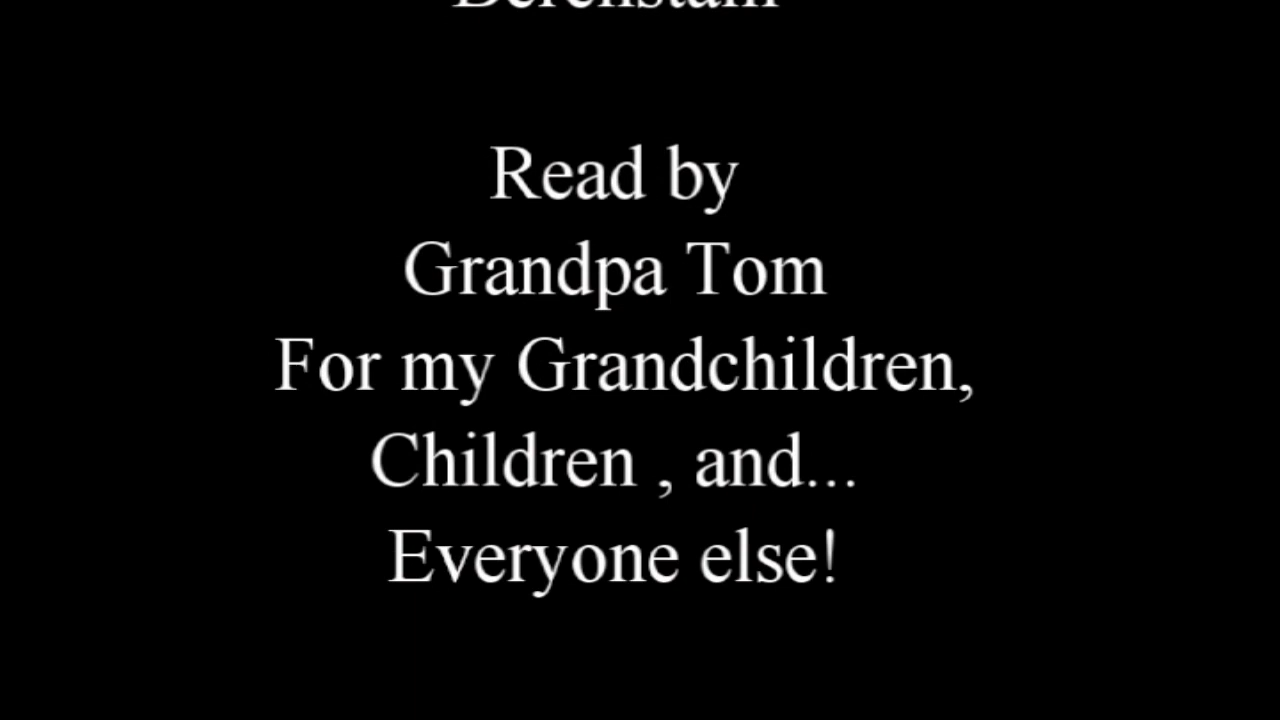 Read by
Grandpa Tom
For my Grandchildren,
Children , and...
Everyone else!